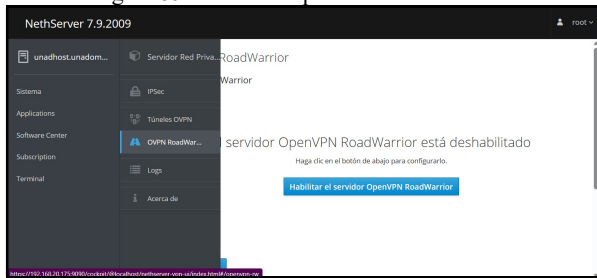 NethServer 7.9.2009
root
unadhost.unadom...
Sistema
Applications
Software Center
Subscription
Terminal
Servidor Red Priva...
IPSec
Túneles OVPN
OVPN RoadWar...
Logs
Acerca de
RoadWarrior
Warrior
l servidor OpenVPN RoadWarrior está deshabilitado
Haga clic en el botón de abajo para configurarlo.
Habilitar el servidor OpenVPN RoadWarrior
https://192.168.20.175:9090/cockpit/@localhost/nethserver-vpn-ui/index.html#/openvpn-rw